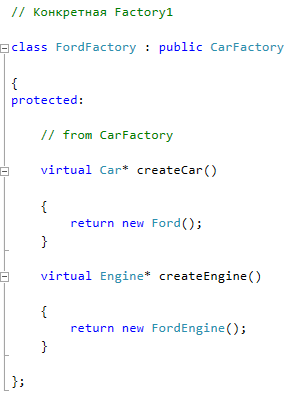 // Конкретная Factory1
class FordFactory : public CarFactory
{
protected:
// from CarFactory
virtual Car* createCar()
{
return new Ford();
}
virtual Engine* createEngine()
{
return new FordEngine();
}
};